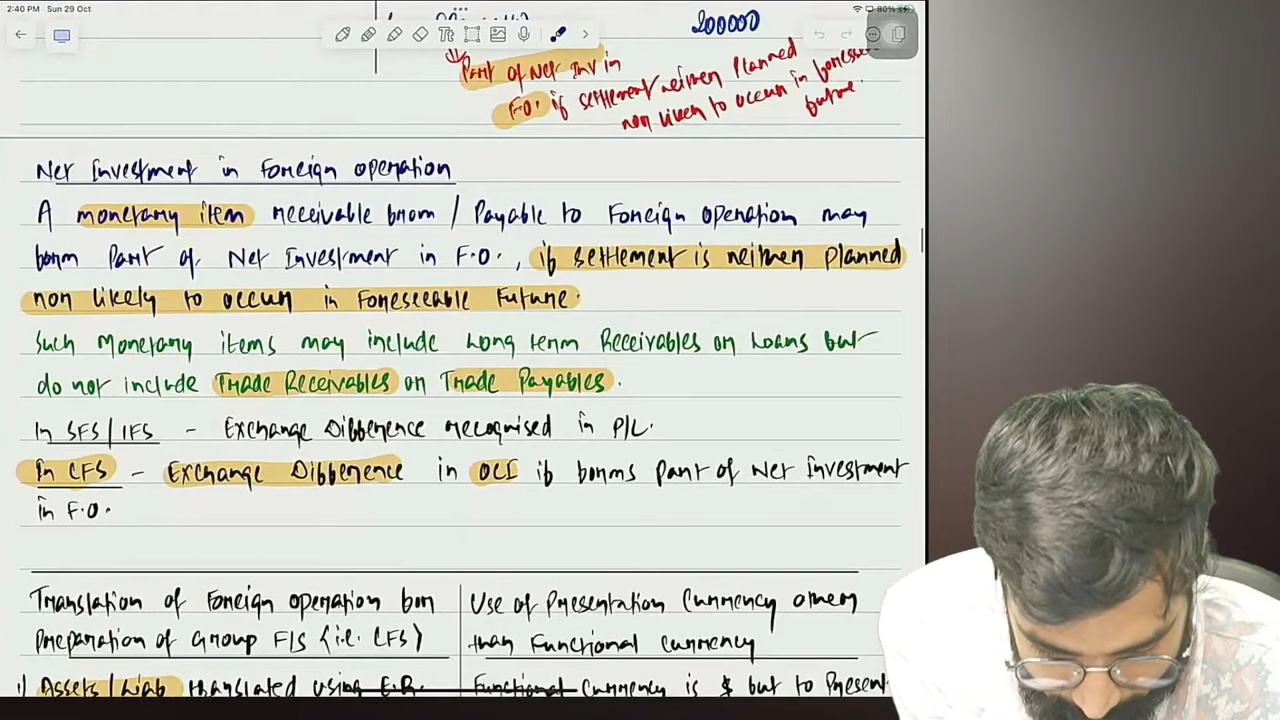 2:40 PM Sun 29 Oct
80%
200000
Part of Net Inv in
F.O. if settlement neither planned
nor likely to occur in
future.
Net Investment in Foreign operation
A monetary item receivable from / Payable to Foreign operation may
form Part of Net Investment in F.O., if settlement is neither planned
nor likely to occur in Foreseeable Future.
Such Monetary items may include Long term Receivables or Loans but
do not include Trade Receivables or Trade Payables.
In SFS/IFS - Exchange Difference recognised in P/L.
In CFS - Exchange Difference in OCI if forms part of Net Investment
in F.O.
Translation of Foreign operation for
preparation of Group F/S {i.e. CFS}
1) Assets/Liab translated using E.R.
Use of Presentation Currency other
than Functional currency
Functional Currency is $ but to Present